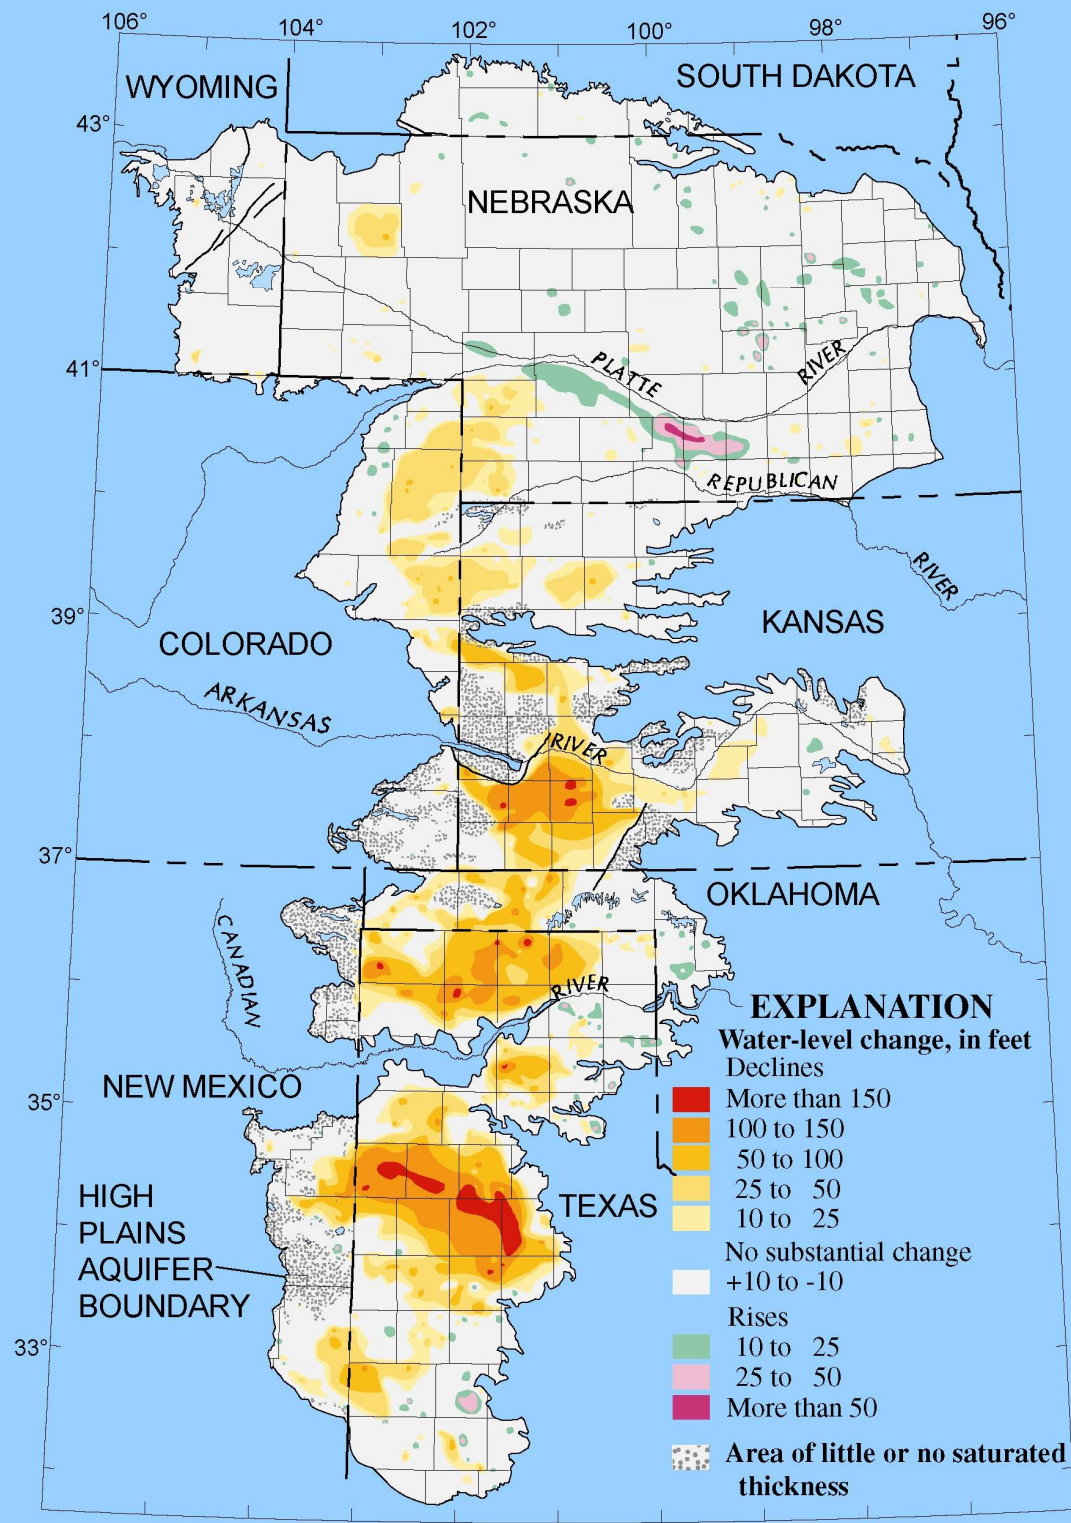 106°
104°
102°
100°
98°
96°
WYOMING
SOUTH DAKOTA
43°
NEBRASKA
PLATTE
RIVER
41°
REPUBLICAN
RIVER
39°
COLORADO
KANSAS
ARKANSAS
RIVER
37°
OKLAHOMA
CANADIAN
RIVER
NEW MEXICO
35°
TEXAS
HIGH
PLAINS
AQUIFER
BOUNDARY
33°
EXPLANATION
Water-level change, in feet
Declines
More than 150
100 to 150
50 to 100
25 to 50
10 to 25
No substantial change
+10 to -10
Rises
10 to 25
25 to 50
More than 50
Area of little or no saturated
thickness